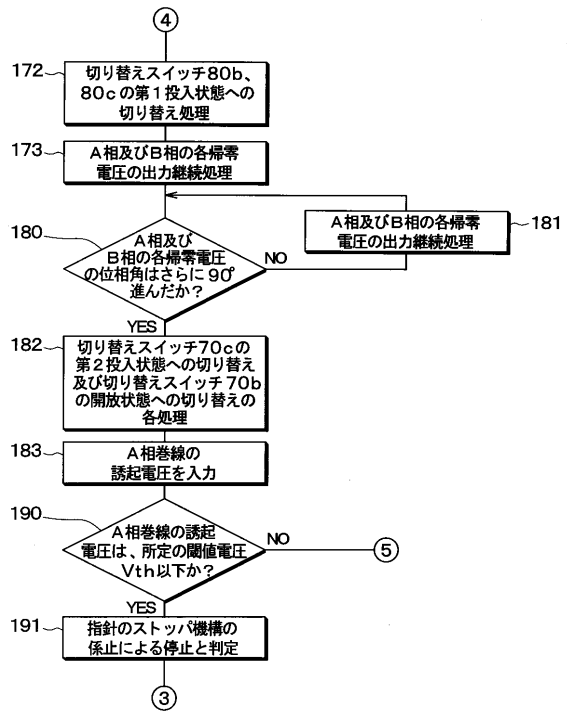 ④
172
切り替えスイッチ80b、
80cの第1投入状態への
切り替え処理
173
A相及びB相の各帰零
電圧の出力継続処理
180
A相及び
B相の各帰零電圧
の位相角はさらに90°
進んだか？
NO
A相及びB相の各帰零
電圧の出力継続処理
181
YES
182
切り替えスイッチ70cの
第2投入状態への切り替え
及び切り替えスイッチ70b
の開放状態への切り替えの
各処理
183
A相巻線の
誘起電圧を入力
190
A相巻線の誘起
電圧は、所定の閾値電圧
Vth以下か？
NO
⑤
YES
191
指針のストッパ機構の
係止による停止と判定
③